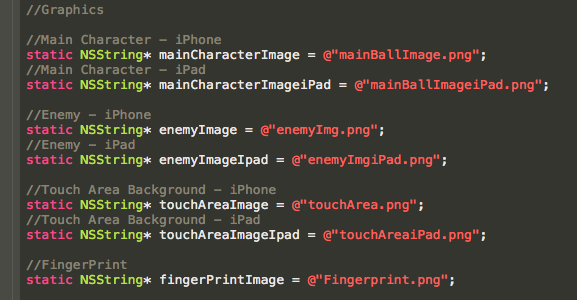 //Graphics
//Main Character - iPhone
static NSString* mainCharacterImage = @"mainBallImage.png";
//Main Character - iPad
static NSString* mainCharacterImageiPad = @"mainBallImageiPad.png";
//Enemy - iPhone
static NSString* enemyImage = @"enemyImg.png";
//Enemy - iPad
static NSString* enemyImageIpad = @"enemyImgiPad.png";
//Touch Area Background - iPhone
static NSString* touchAreaImage = @"touchArea.png";
//Touch Area Background - iPad
static NSString* touchAreaImageIpad = @"touchAreaiPad.png";
//FingerPrint
static NSString* fingerPrintImage = @"Fingerprint.png";